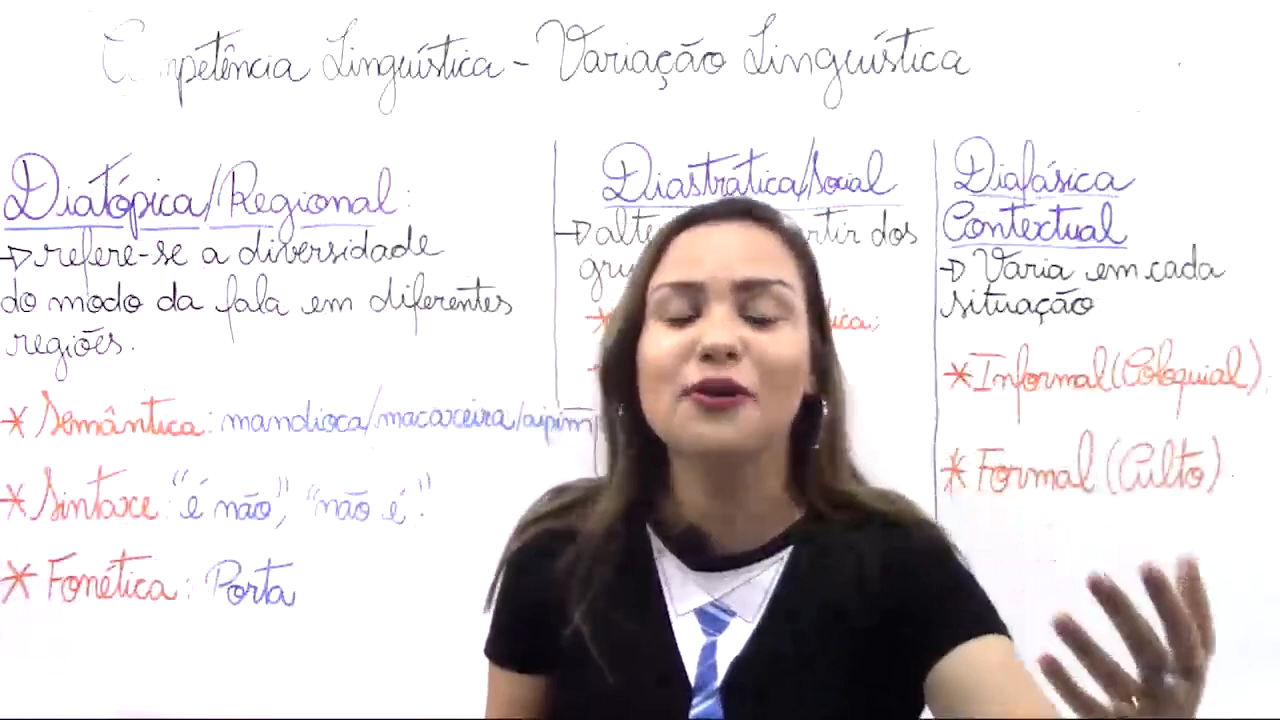 Competência Linguística - Variação Linguística
Diatópica/Regional:
→ refere-se a diversidade
do modo da fala em diferentes
regiões.
* Semântica: mandioca/macaxeira/aipim
* Sintaxe "é não", "não é".
* Fonética: Porta
Diastrática/Social
→ dos
Diafásica
Contextual
→ Varia em cada
situação
* Informal (Coloquial).
* Formal (Culto).